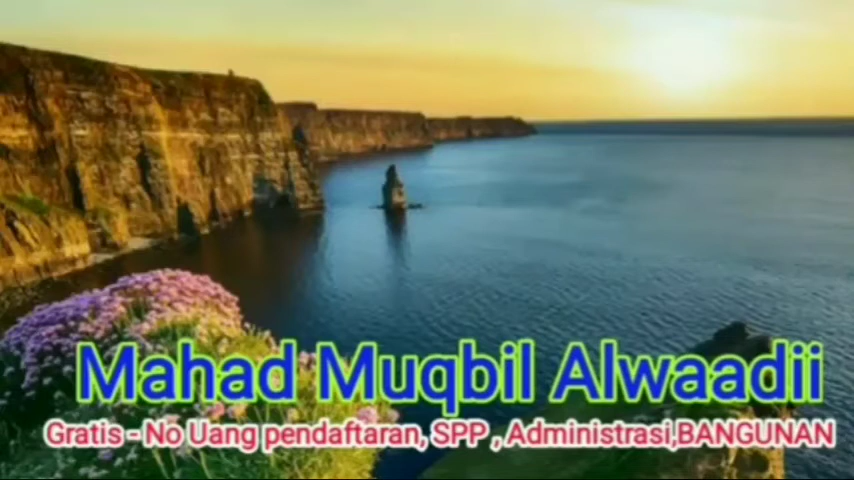 Mahad Muqbil Alwaadii
Gratis - No Uang pendaftaran, SPP , Administrasi,BANGUNAN